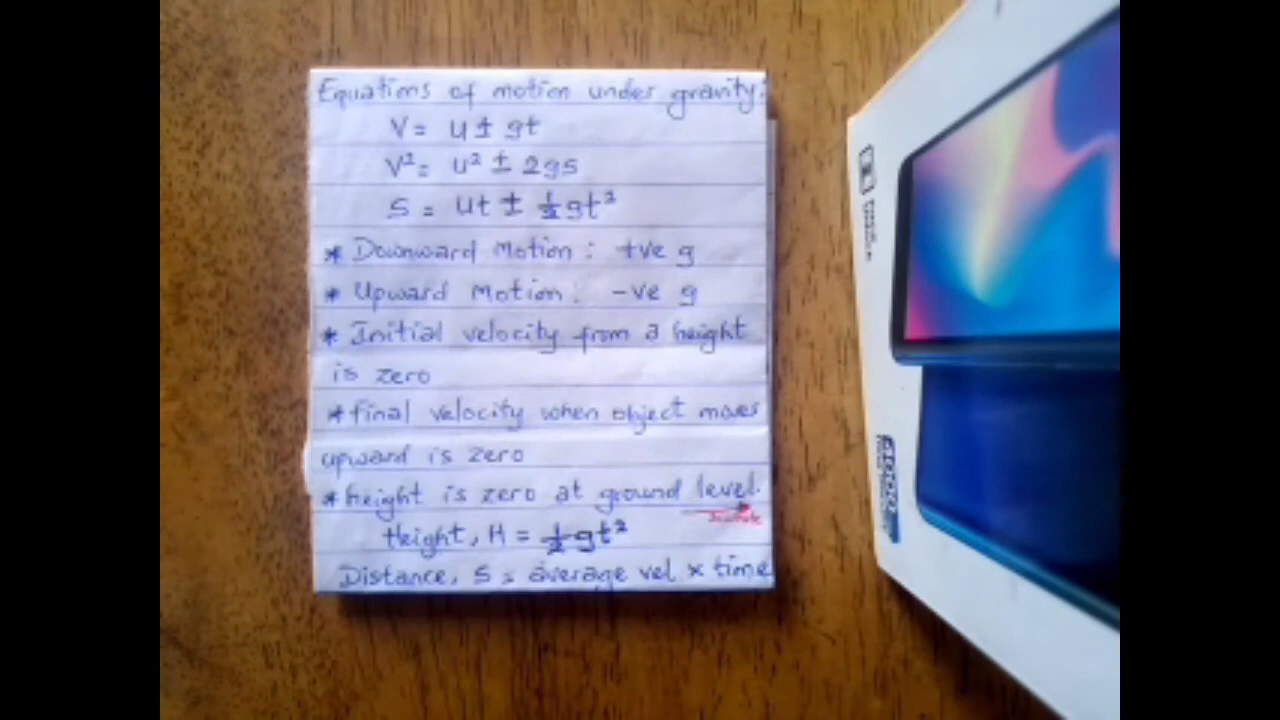 Equations of motion under gravity:
V = u ± gt
V² = u² ± 2gs
S = ut ± ½gt²
* Downward Motion: +ve g
* Upward Motion: -ve g
* Initial velocity from a height
is zero
* final velocity when object moves
upward is zero
* height is zero at ground level.
Height, H = ½gt²
Distance, S = average vel x time